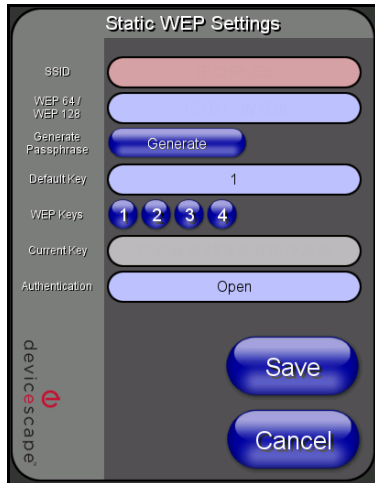 Static WEP Settings
SSID
WEP 64 /
WEP 128
Generate
Passphrase
Generate
Default Key
1
WEP Keys
1 2 3 4
Current Key
Authentication
Open
devicescape
Save
Cancel